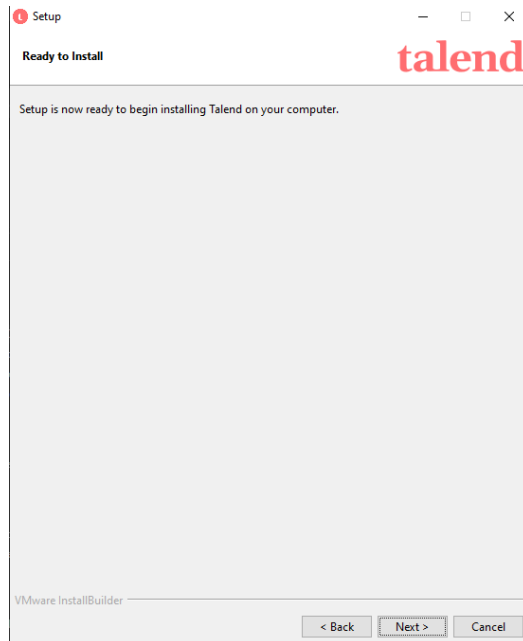 Setup
Ready to Install
talend
Setup is now ready to begin installing Talend on your computer.
VMware InstallBuilder
< Back Next > Cancel